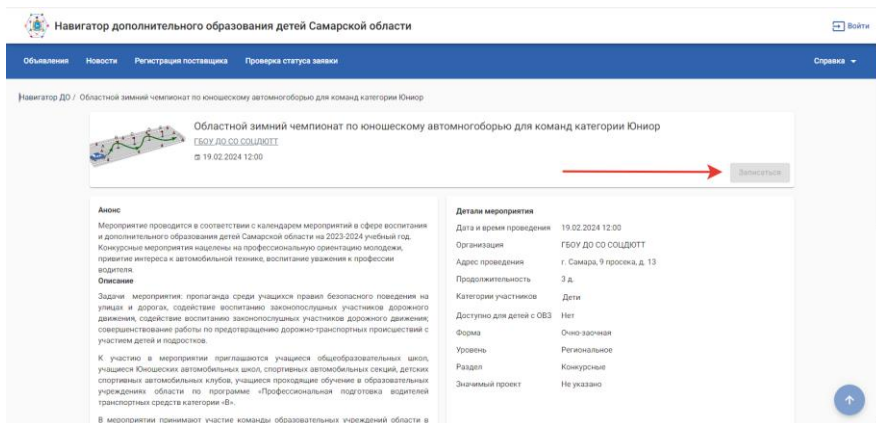 Навигатор дополнительного образования детей Самарской области
Войти
Объявления Новости Регистрация поставщика Проверка статуса заявки Справка
Навигатор ДО / Областной зимний чемпионат по юношескому автомногоборью для команд категории Юниор
Областной зимний чемпионат по юношескому автомногоборью для команд категории Юниор
ГБОУ ДО СО СОЦДЮТТ
19.02.2024 12:00
Записаться
Анонс
Мероприятие проводится в соответствии с календарем мероприятий в сфере воспитания
и дополнительного образования детей Самарской области на 2023-2024 учебный год.
Конкурсные мероприятия нацелены на профессиональную ориентацию молодежи,
привитие интереса к автомобильной технике, воспитание уважения к профессии
водителя.
Описание
Задачи мероприятия: пропаганда среди учащихся правил безопасного поведения на
улицах и дорогах, содействие воспитанию законопослушных участников дорожного
движения, содействие воспитанию законопослушных участников дорожного движения;
совершенствование работы по предотвращению дорожно-транспортных происшествий с
участием детей и подростков.
К участию в мероприятии приглашаются учащиеся общеобразовательных школ,
учащиеся Юношеских автомобильных школ, спортивных автомобильных секций, детских
спортивных автомобильных клубов, учащиеся проходящие обучение в образовательных
учреждениях области по программе «Профессиональная подготовка водителей
транспортных средств категории «В».
В мероприятии принимают участие команды образовательных учреждений области в
Детали мероприятия
Дата и время проведения 19.02.2024 12:00
Организация ГБОУ ДО СО СОЦДЮТТ
Адрес проведения г. Самара, 9 просека, д. 13
Продолжительность 3 д.
Категории участников Дети
Доступно для детей с ОВЗ Нет
Форма Очно-заочная
Уровень Региональное
Раздел Конкурсные
Значимый проект Не указано